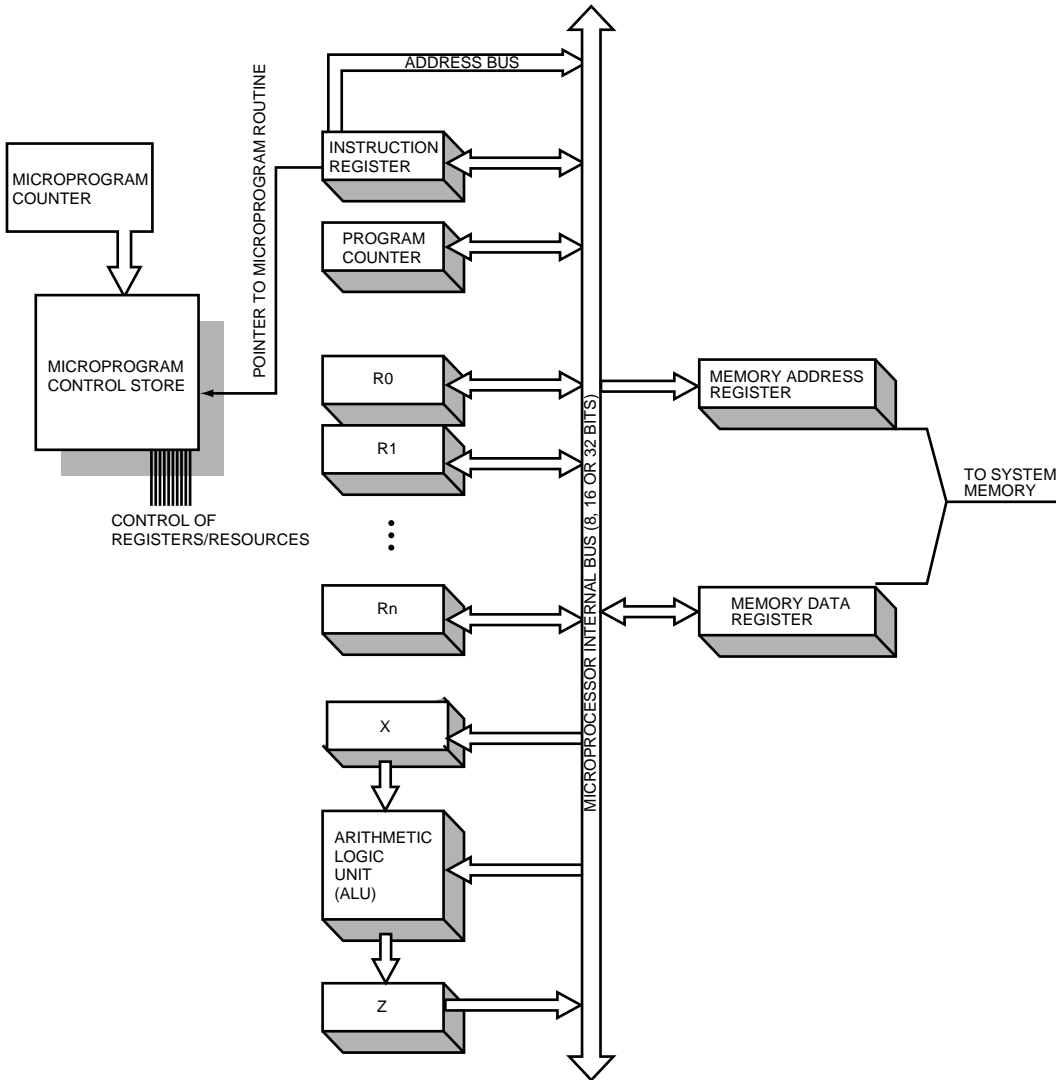 ADDRESS BUS
POINTER TO MICROPROGRAM ROUTINE
INSTRUCTION
REGISTER
MICROPROGRAM
COUNTER
PROGRAM
COUNTER
MICROPROGRAM
CONTROL STORE
R0
MEMORY ADDRESS
REGISTER
R1
MICROPROCESSOR INTERNAL BUS (8, 16 OR 32 BITS)
TO SYSTEM
MEMORY
CONTROL OF
REGISTERS/RESOURCES
Rn
MEMORY DATA
REGISTER
X
ARITHMETIC
LOGIC
UNIT
(ALU)
Z